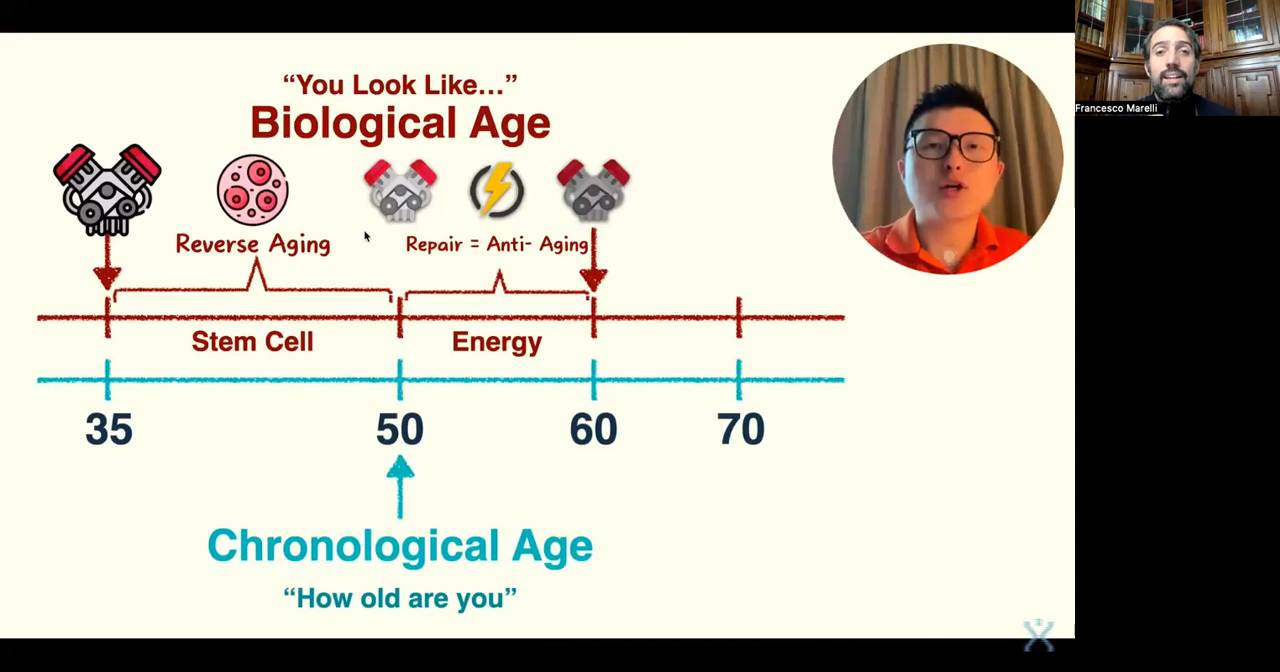 “You Look Like…”
Biological Age
Francesco Marelli
Reverse Aging
Repair = Anti- Aging
Stem Cell
Energy
35
50
60
70
Chronological Age
“How old are you”